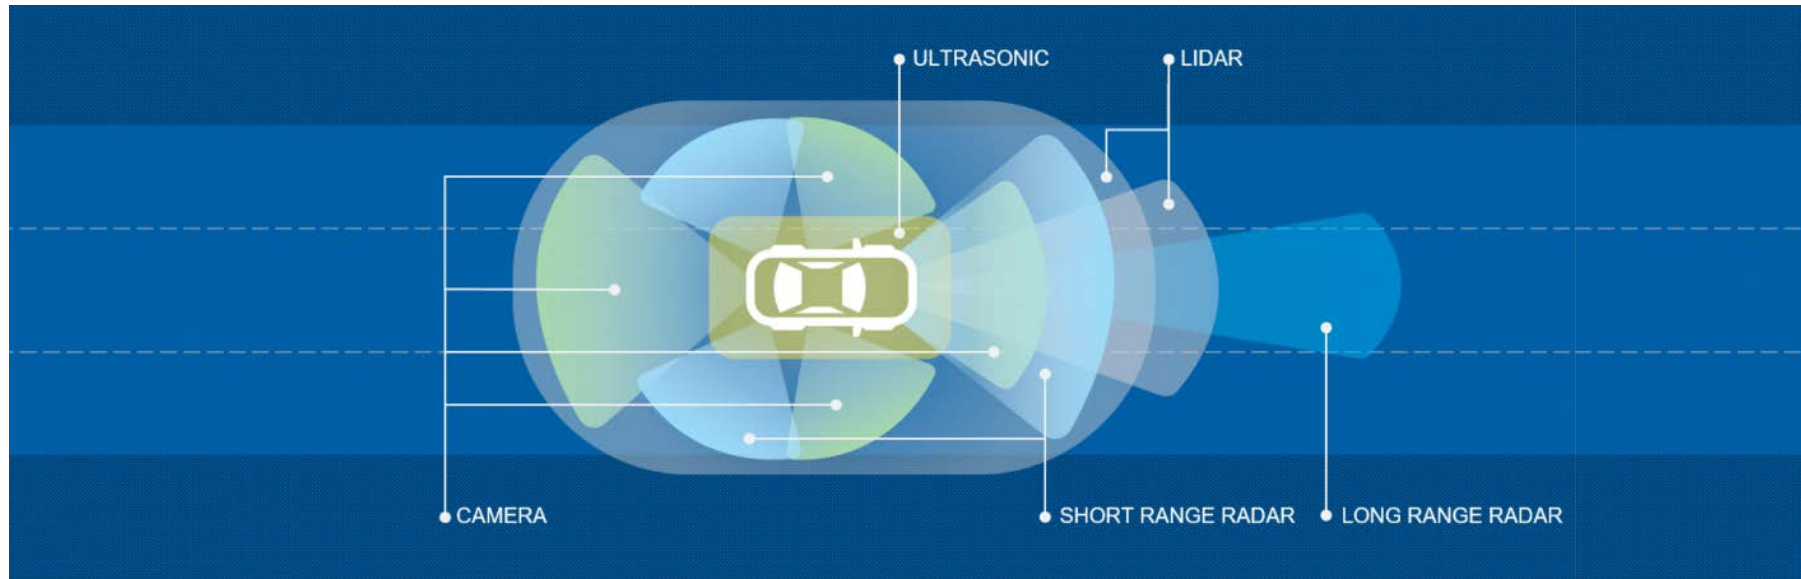 ULTRASONIC
LIDAR
CAMERA
SHORT RANGE RADAR
LONG RANGE RADAR